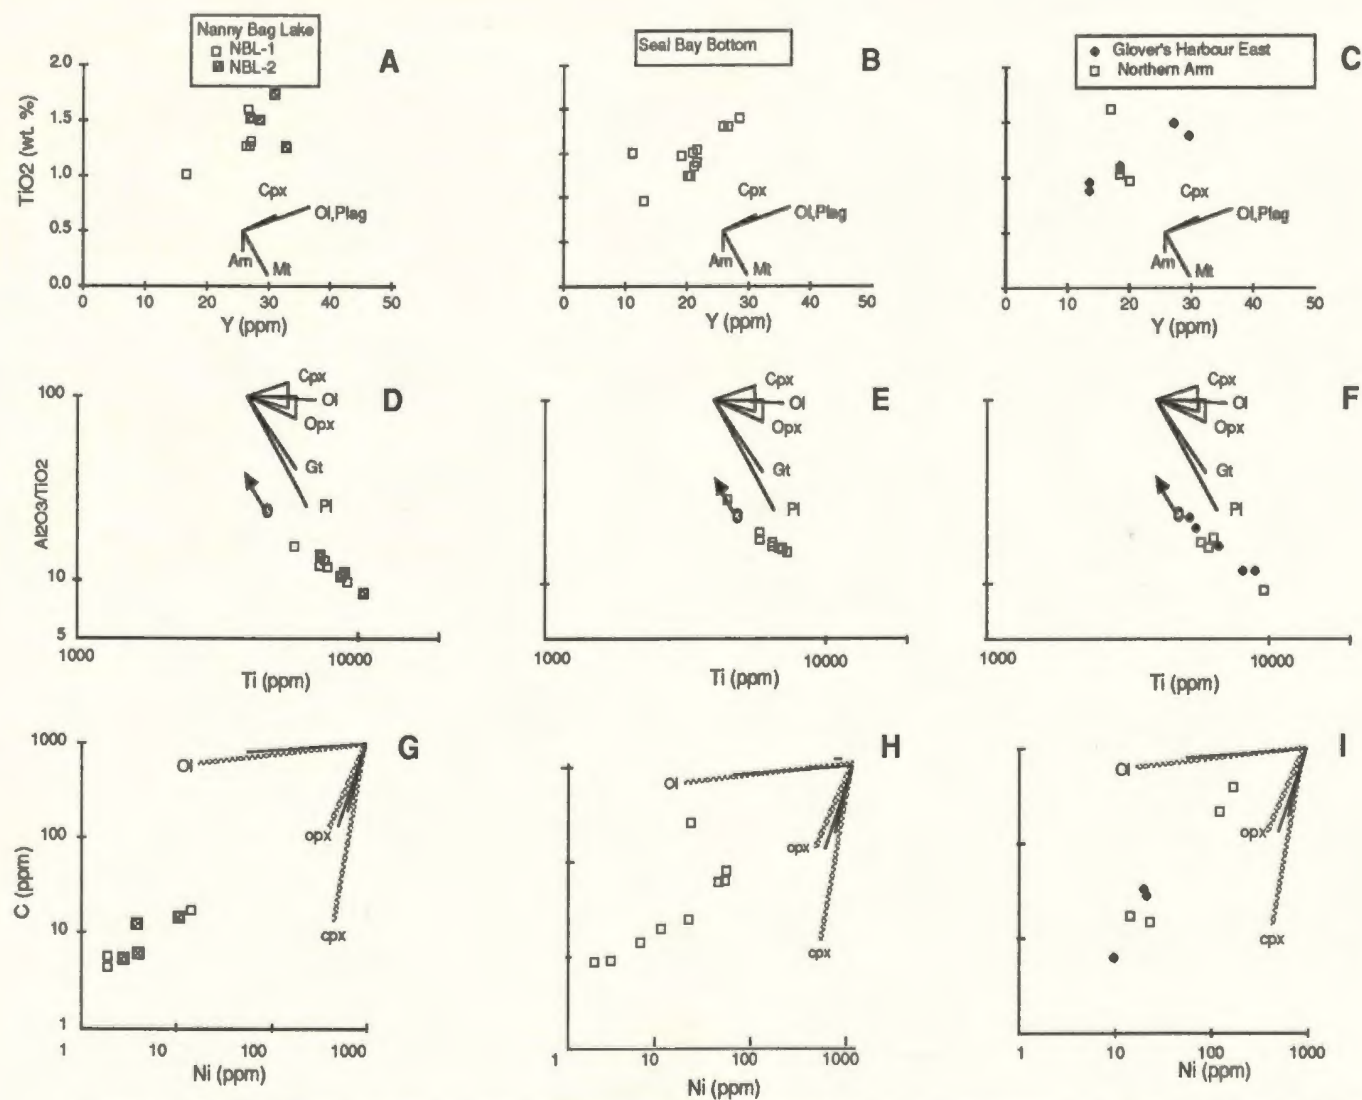 Nanny Bag Lake
NBL-1
NBL-2
A
TiO2 (wt. %)
2.0
1.5
1.0
0.5
0.0
Cpx
Ol,Plag
Am
Mt
0 10 20 30 40 50
Y (ppm)
Seal Bay Bottom
B
Cpx
Ol,Plag
Am
Mt
0 10 20 30 40 50
Y (ppm)
Glover's Harbour East
Northern Arm
C
Cpx
Ol,Plag
Am
Mt
0 10 20 30 40 50
Y (ppm)
D
Al2O3/TiO2
100
10
5
Cpx
Ol
Opx
Gt
Pl
1000 10000
Ti (ppm)
E
Cpx
Ol
Opx
Gt
Pl
1000 10000
Ti (ppm)
F
Cpx
Ol
Opx
Gt
Pl
1000 10000
Ti (ppm)
G
C (ppm)
1000
100
10
1
Ol
opx
cpx
1 10 100 1000
Ni (ppm)
H
Ol
opx
cpx
1 10 100 1000
Ni (ppm)
I
Ol
opx
cpx
1 10 100 1000
Ni (ppm)